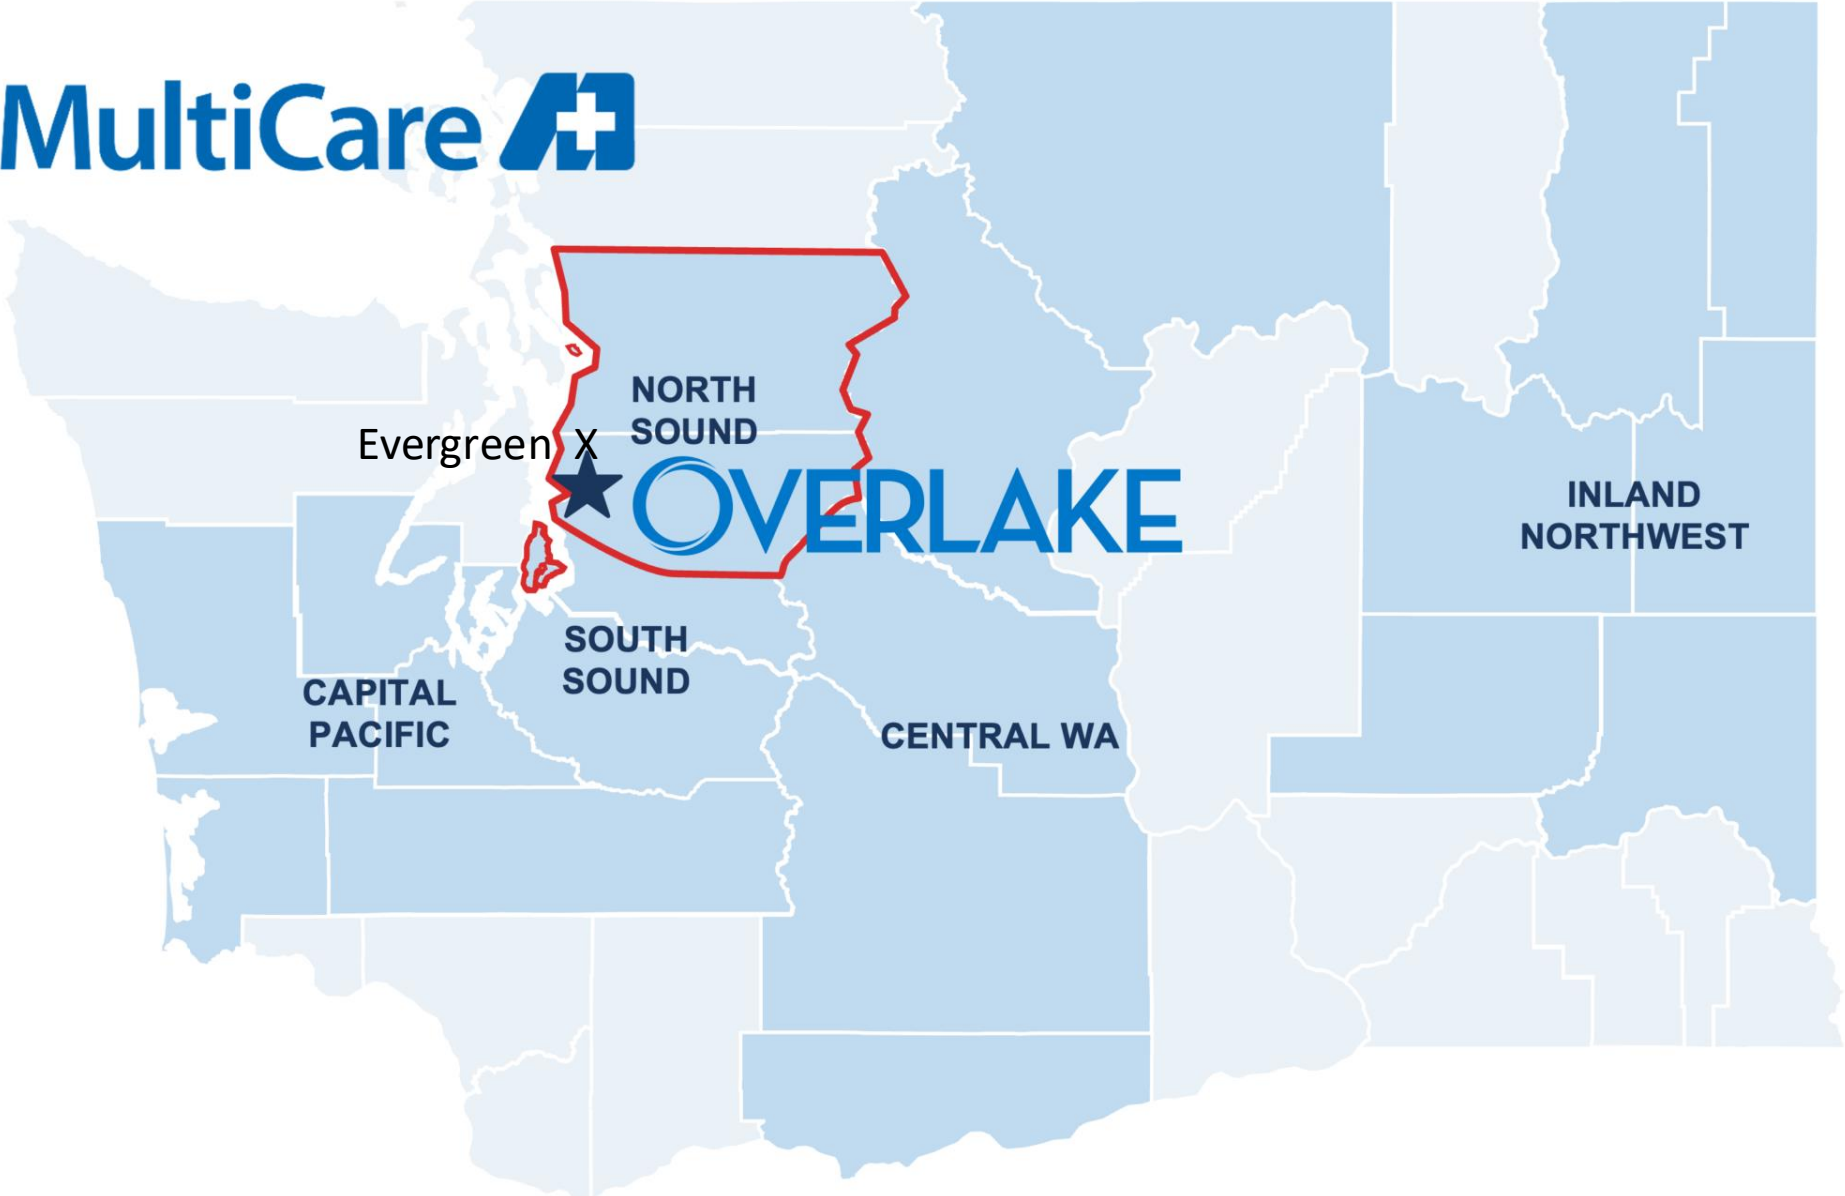 MultiCare
NORTH
SOUND
Evergreen X
OVERLAKE
INLAND
NORTHWEST
SOUTH
SOUND
CAPITAL
PACIFIC
CENTRAL WA